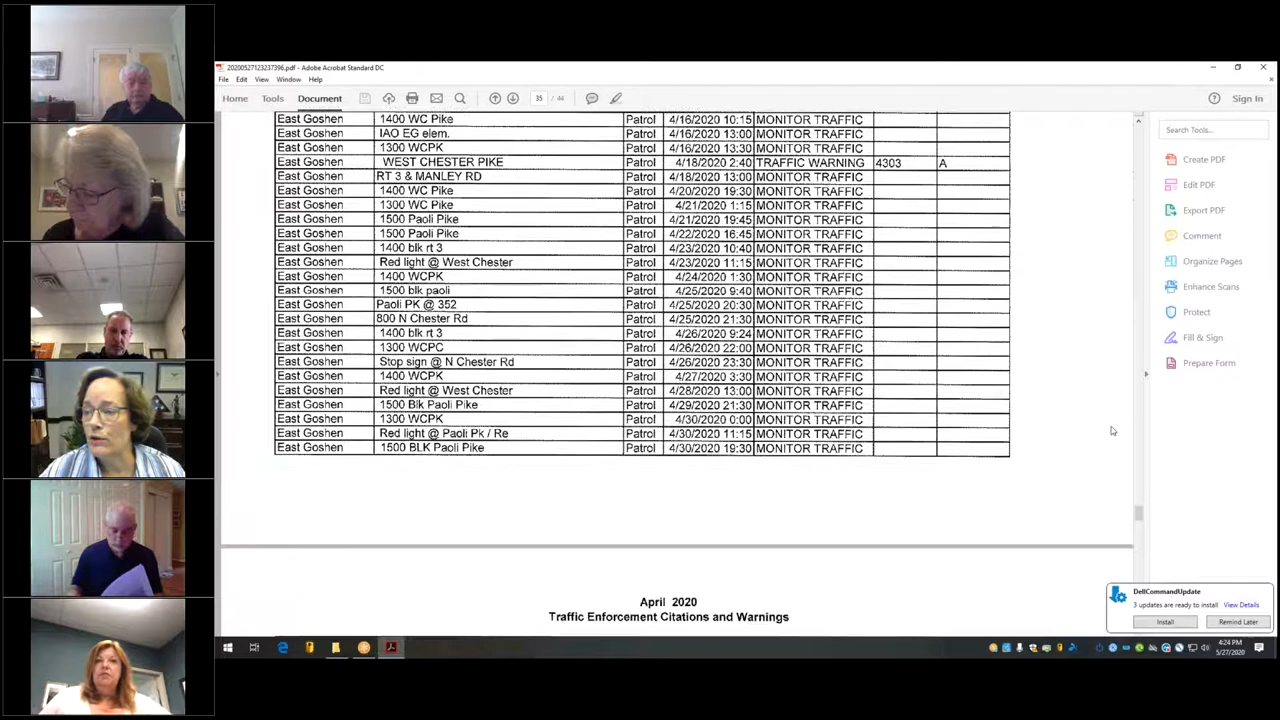 20200527123237396.pdf - Adobe Acrobat Standard DC
File Edit View Window Help
Home Tools Document 35 / 44 Sign In
East Goshen 1400 WC Pike Patrol 4/16/2020 10:15 MONITOR TRAFFIC
East Goshen IAO EG elem. Patrol 4/16/2020 13:00 MONITOR TRAFFIC
East Goshen 1300 WCPK Patrol 4/16/2020 13:30 MONITOR TRAFFIC
East Goshen WEST CHESTER PIKE Patrol 4/18/2020 2:40 TRAFFIC WARNING 4303 A
East Goshen RT 3 & MANLEY RD Patrol 4/18/2020 13:00 MONITOR TRAFFIC
East Goshen 1400 WC Pike Patrol 4/20/2020 19:30 MONITOR TRAFFIC
East Goshen 1300 WC Pike Patrol 4/21/2020 1:15 MONITOR TRAFFIC
East Goshen 1500 Paoli Pike Patrol 4/21/2020 19:45 MONITOR TRAFFIC
East Goshen 1500 Paoli Pike Patrol 4/22/2020 16:45 MONITOR TRAFFIC
East Goshen 1400 blk rt 3 Patrol 4/23/2020 10:40 MONITOR TRAFFIC
East Goshen Red light @ West Chester Patrol 4/23/2020 11:15 MONITOR TRAFFIC
East Goshen 1400 WCPK Patrol 4/24/2020 1:30 MONITOR TRAFFIC
East Goshen 1500 blk paoli Patrol 4/25/2020 9:40 MONITOR TRAFFIC
East Goshen Paoli PK @ 352 Patrol 4/25/2020 20:30 MONITOR TRAFFIC
East Goshen 800 N Chester Rd Patrol 4/25/2020 21:30 MONITOR TRAFFIC
East Goshen 1400 blk rt 3 Patrol 4/26/2020 9:24 MONITOR TRAFFIC
East Goshen 1300 WCPC Patrol 4/26/2020 22:00 MONITOR TRAFFIC
East Goshen Stop sign @ N Chester Rd Patrol 4/26/2020 23:30 MONITOR TRAFFIC
East Goshen 1400 WCPK Patrol 4/27/2020 3:30 MONITOR TRAFFIC
East Goshen Red light @ West Chester Patrol 4/28/2020 13:00 MONITOR TRAFFIC
East Goshen 1500 Blk Paoli Pike Patrol 4/29/2020 21:30 MONITOR TRAFFIC
East Goshen 1300 WCPK Patrol 4/30/2020 0:00 MONITOR TRAFFIC
East Goshen Red light @ Paoli Pk / Re Patrol 4/30/2020 11:15 MONITOR TRAFFIC
East Goshen 1500 BLK Paoli Pike Patrol 4/30/2020 19:30 MONITOR TRAFFIC
April 2020
Traffic Enforcement Citations and Warnings
Search Tools...
Create PDF
Edit PDF
Export PDF
Comment
Organize Pages
Enhance Scans
Protect
Fill & Sign
Prepare Form
DellCommandUpdate
3 updates are ready to install View Details
Install Remind Later
4:24 PM
5/27/2020